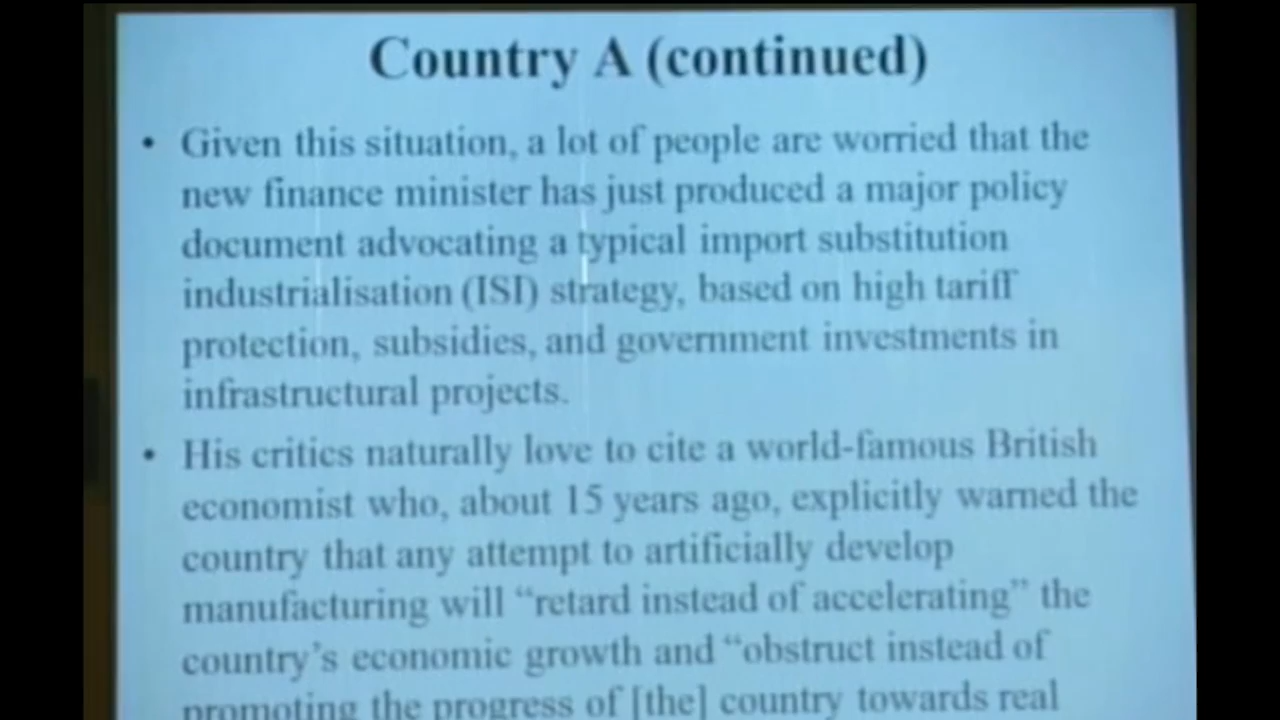 Country A (continued)
• Given this situation, a lot of people are worried that the
new finance minister has just produced a major policy
document advocating a typical import substitution
industrialisation (ISI) strategy, based on high tariff
protection, subsidies, and government investments in
infrastructural projects.
• His critics naturally love to cite a world-famous British
economist who, about 15 years ago, explicitly warned the
country that any attempt to artificially develop
manufacturing will “retard instead of accelerating” the
country’s economic growth and “obstruct instead of
promoting the progress of [the] country towards real